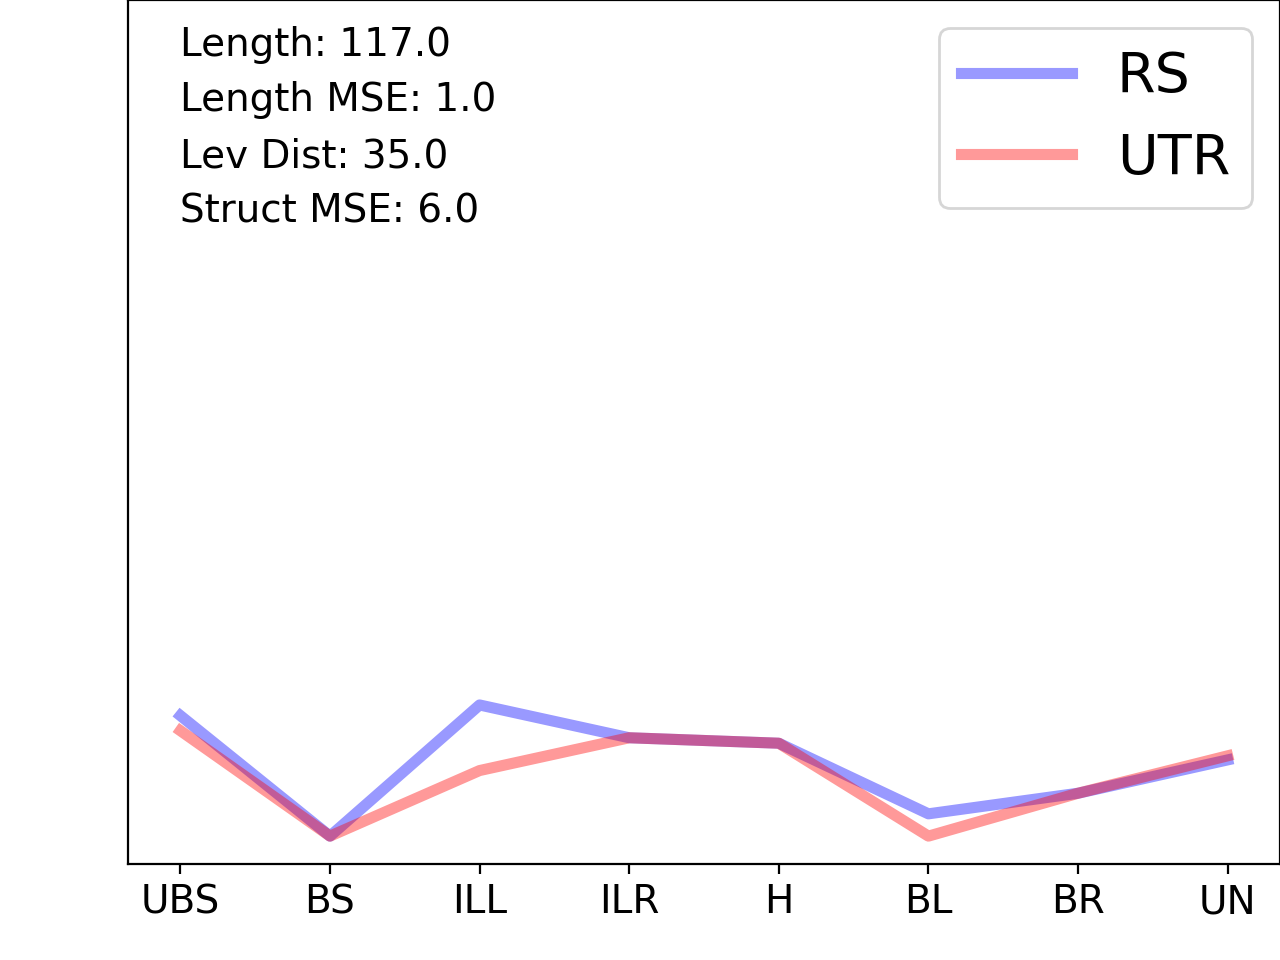 Length: 117.0
Length MSE: 1.0
Lev Dist: 35.0
Struct MSE: 6.0
RS
UTR
UBS BS ILL ILR H BL BR UN